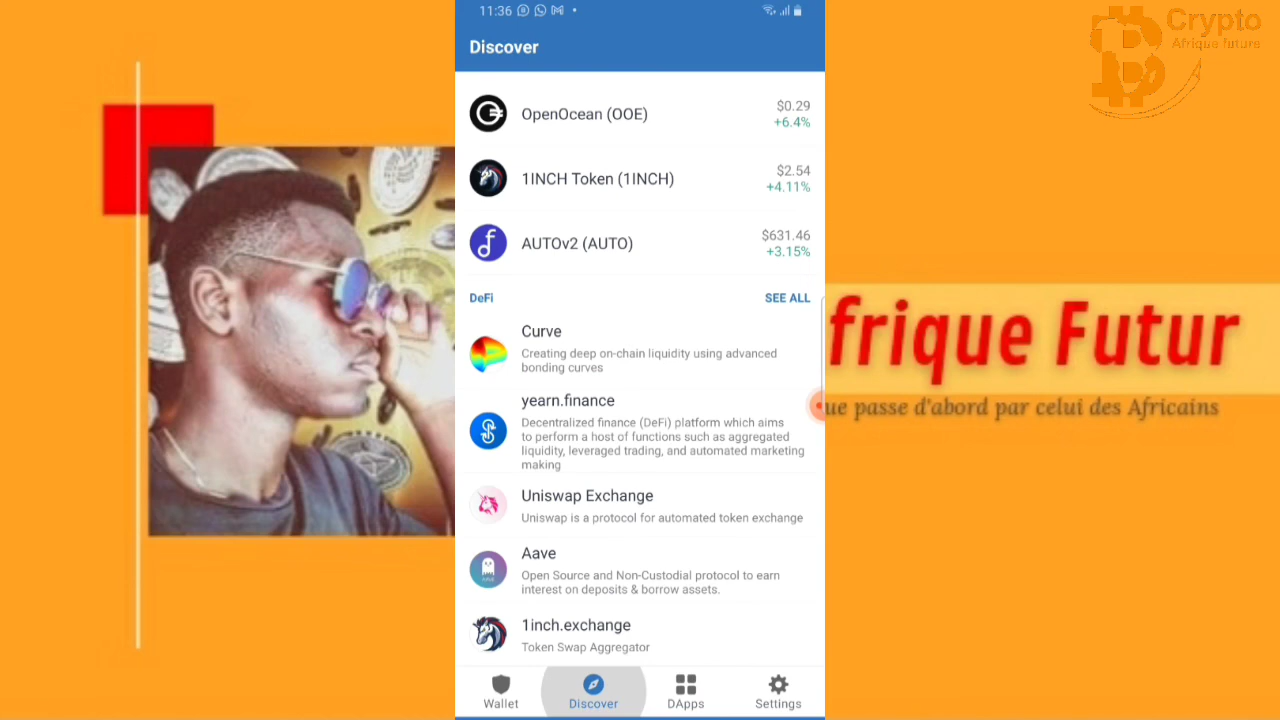 11:36
Discover
Crypto
Afrique future
OpenOcean (OOE)
$0.29
+6.4%
1INCH Token (1INCH)
$2.54
+4.11%
AUTOv2 (AUTO)
$631.46
+3.15%
DeFi
SEE ALL
Curve
Creating deep on-chain liquidity using advanced
bonding curves
yearn.finance
Decentralized finance (DeFi) platform which aims
to perform a host of functions such as aggregated
liquidity, leveraged trading, and automated marketing
making
Uniswap Exchange
Uniswap is a protocol for automated token exchange
Aave
Open Source and Non-Custodial protocol to earn
interest on deposits & borrow assets.
1inch.exchange
Token Swap Aggregator
Wallet
Discover
DApps
Settings
frique Futur
ue passe d'abord par celui des Africains